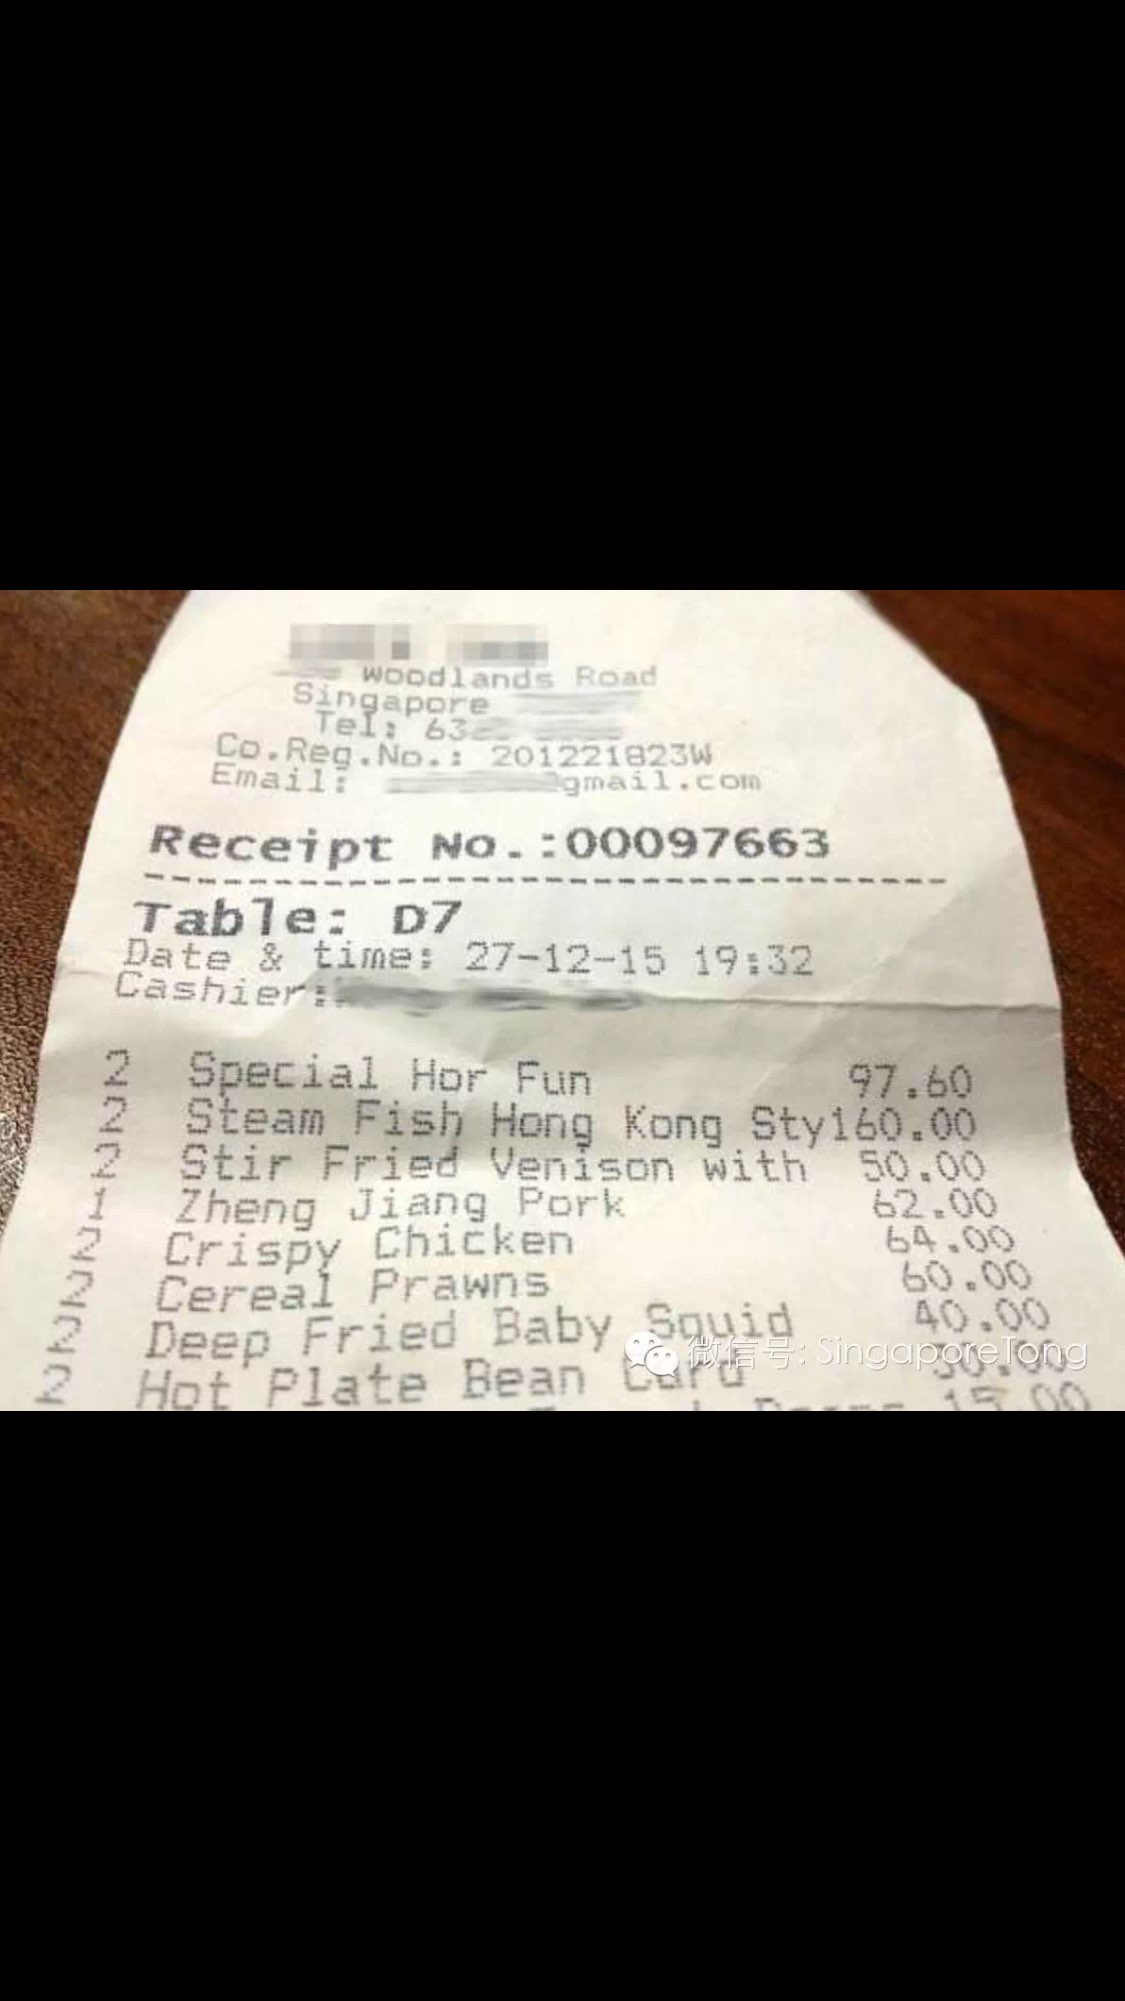 Woodlands Road
Singapore
Tel: 63
Co.Reg.No.: 201221823W
Email: @gmail.com
Receipt No.:00097663
Table: D7
Date & time: 27-12-15 19:32
Cashier:
2 Special Hor Fun 97.60
2 Steam Fish Hong Kong Sty160.00
2 Stir Fried Venison with 50.00
1 Zheng Jiang Pork 62.00
2 Crispy Chicken 64.00
2 Cereal Prawns 60.00
2 Deep Fried Baby Squid 40.00
微信号: SingaporeTong
2 Hot Plate Bean Curd
15.00